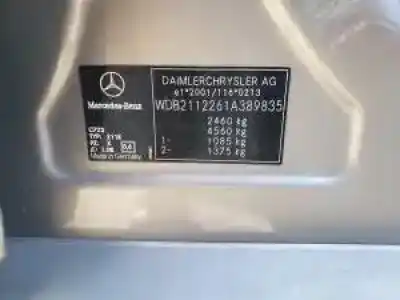 DAIMLERCHRYSLER AG
e1*2001/116*0213
WDB2112261A389835
2460 kg
4560 kg
1- 1085 kg
2- 1375 kg
Mercedes-Benz
Made in Germany